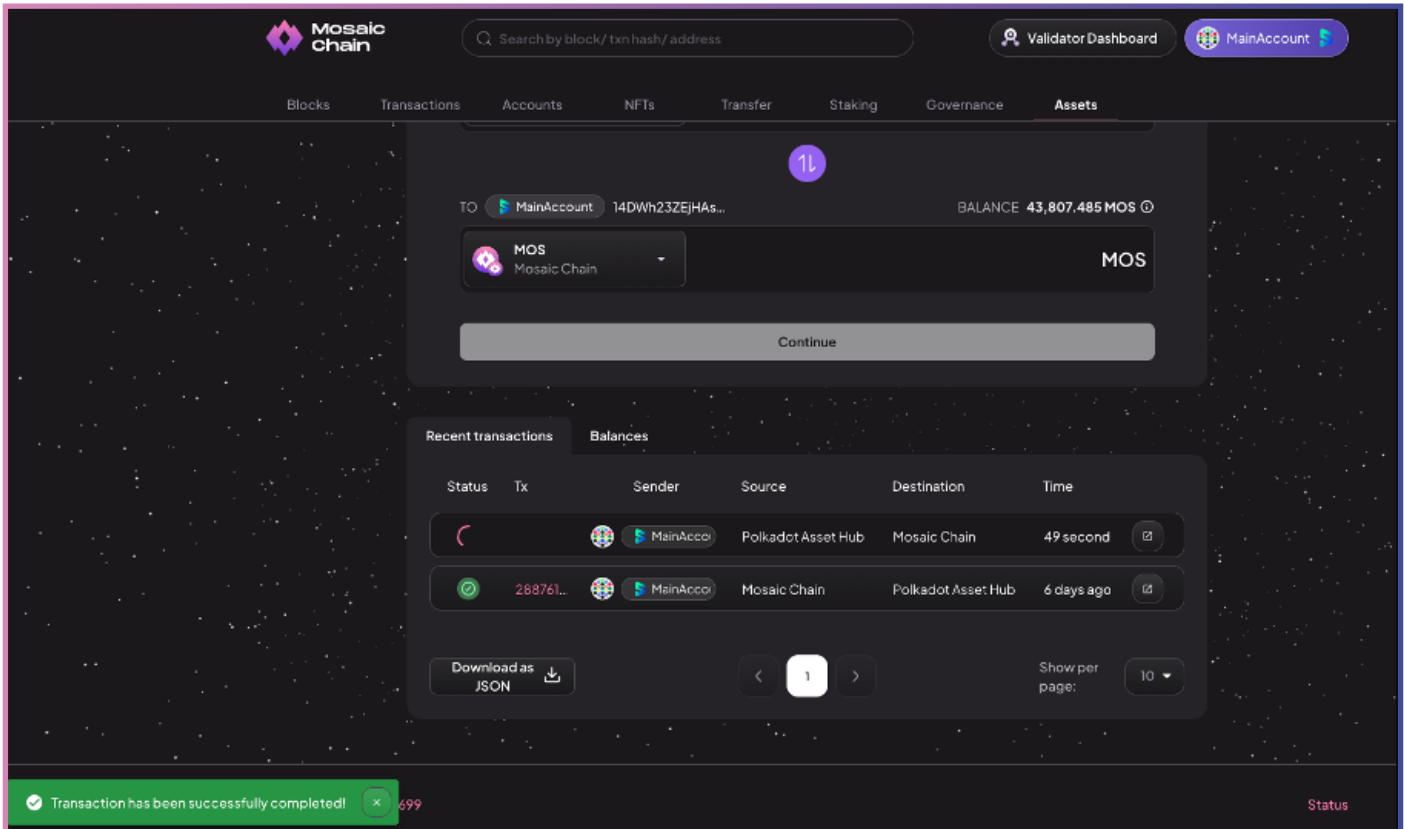 Mosaic
Chain
Search by block/ txn hash/ address
Validator Dashboard
MainAccount
Blocks
Transactions
Accounts
NFTs
Transfer
Staking
Governance
Assets
TO MainAccount 14DWh23ZEjHAs... BALANCE 43,807.485 MOS
MOS
Mosaic Chain
MOS
Continue
Recent transactions
Balances
Status Tx Sender Source Destination Time
MainAcco Polkadot Asset Hub Mosaic Chain 49 second
288761... MainAcco Mosaic Chain Polkadot Asset Hub 6 days ago
Download as
JSON
1
Show per
page:
10
Transaction has been successfully completed!
699
Status